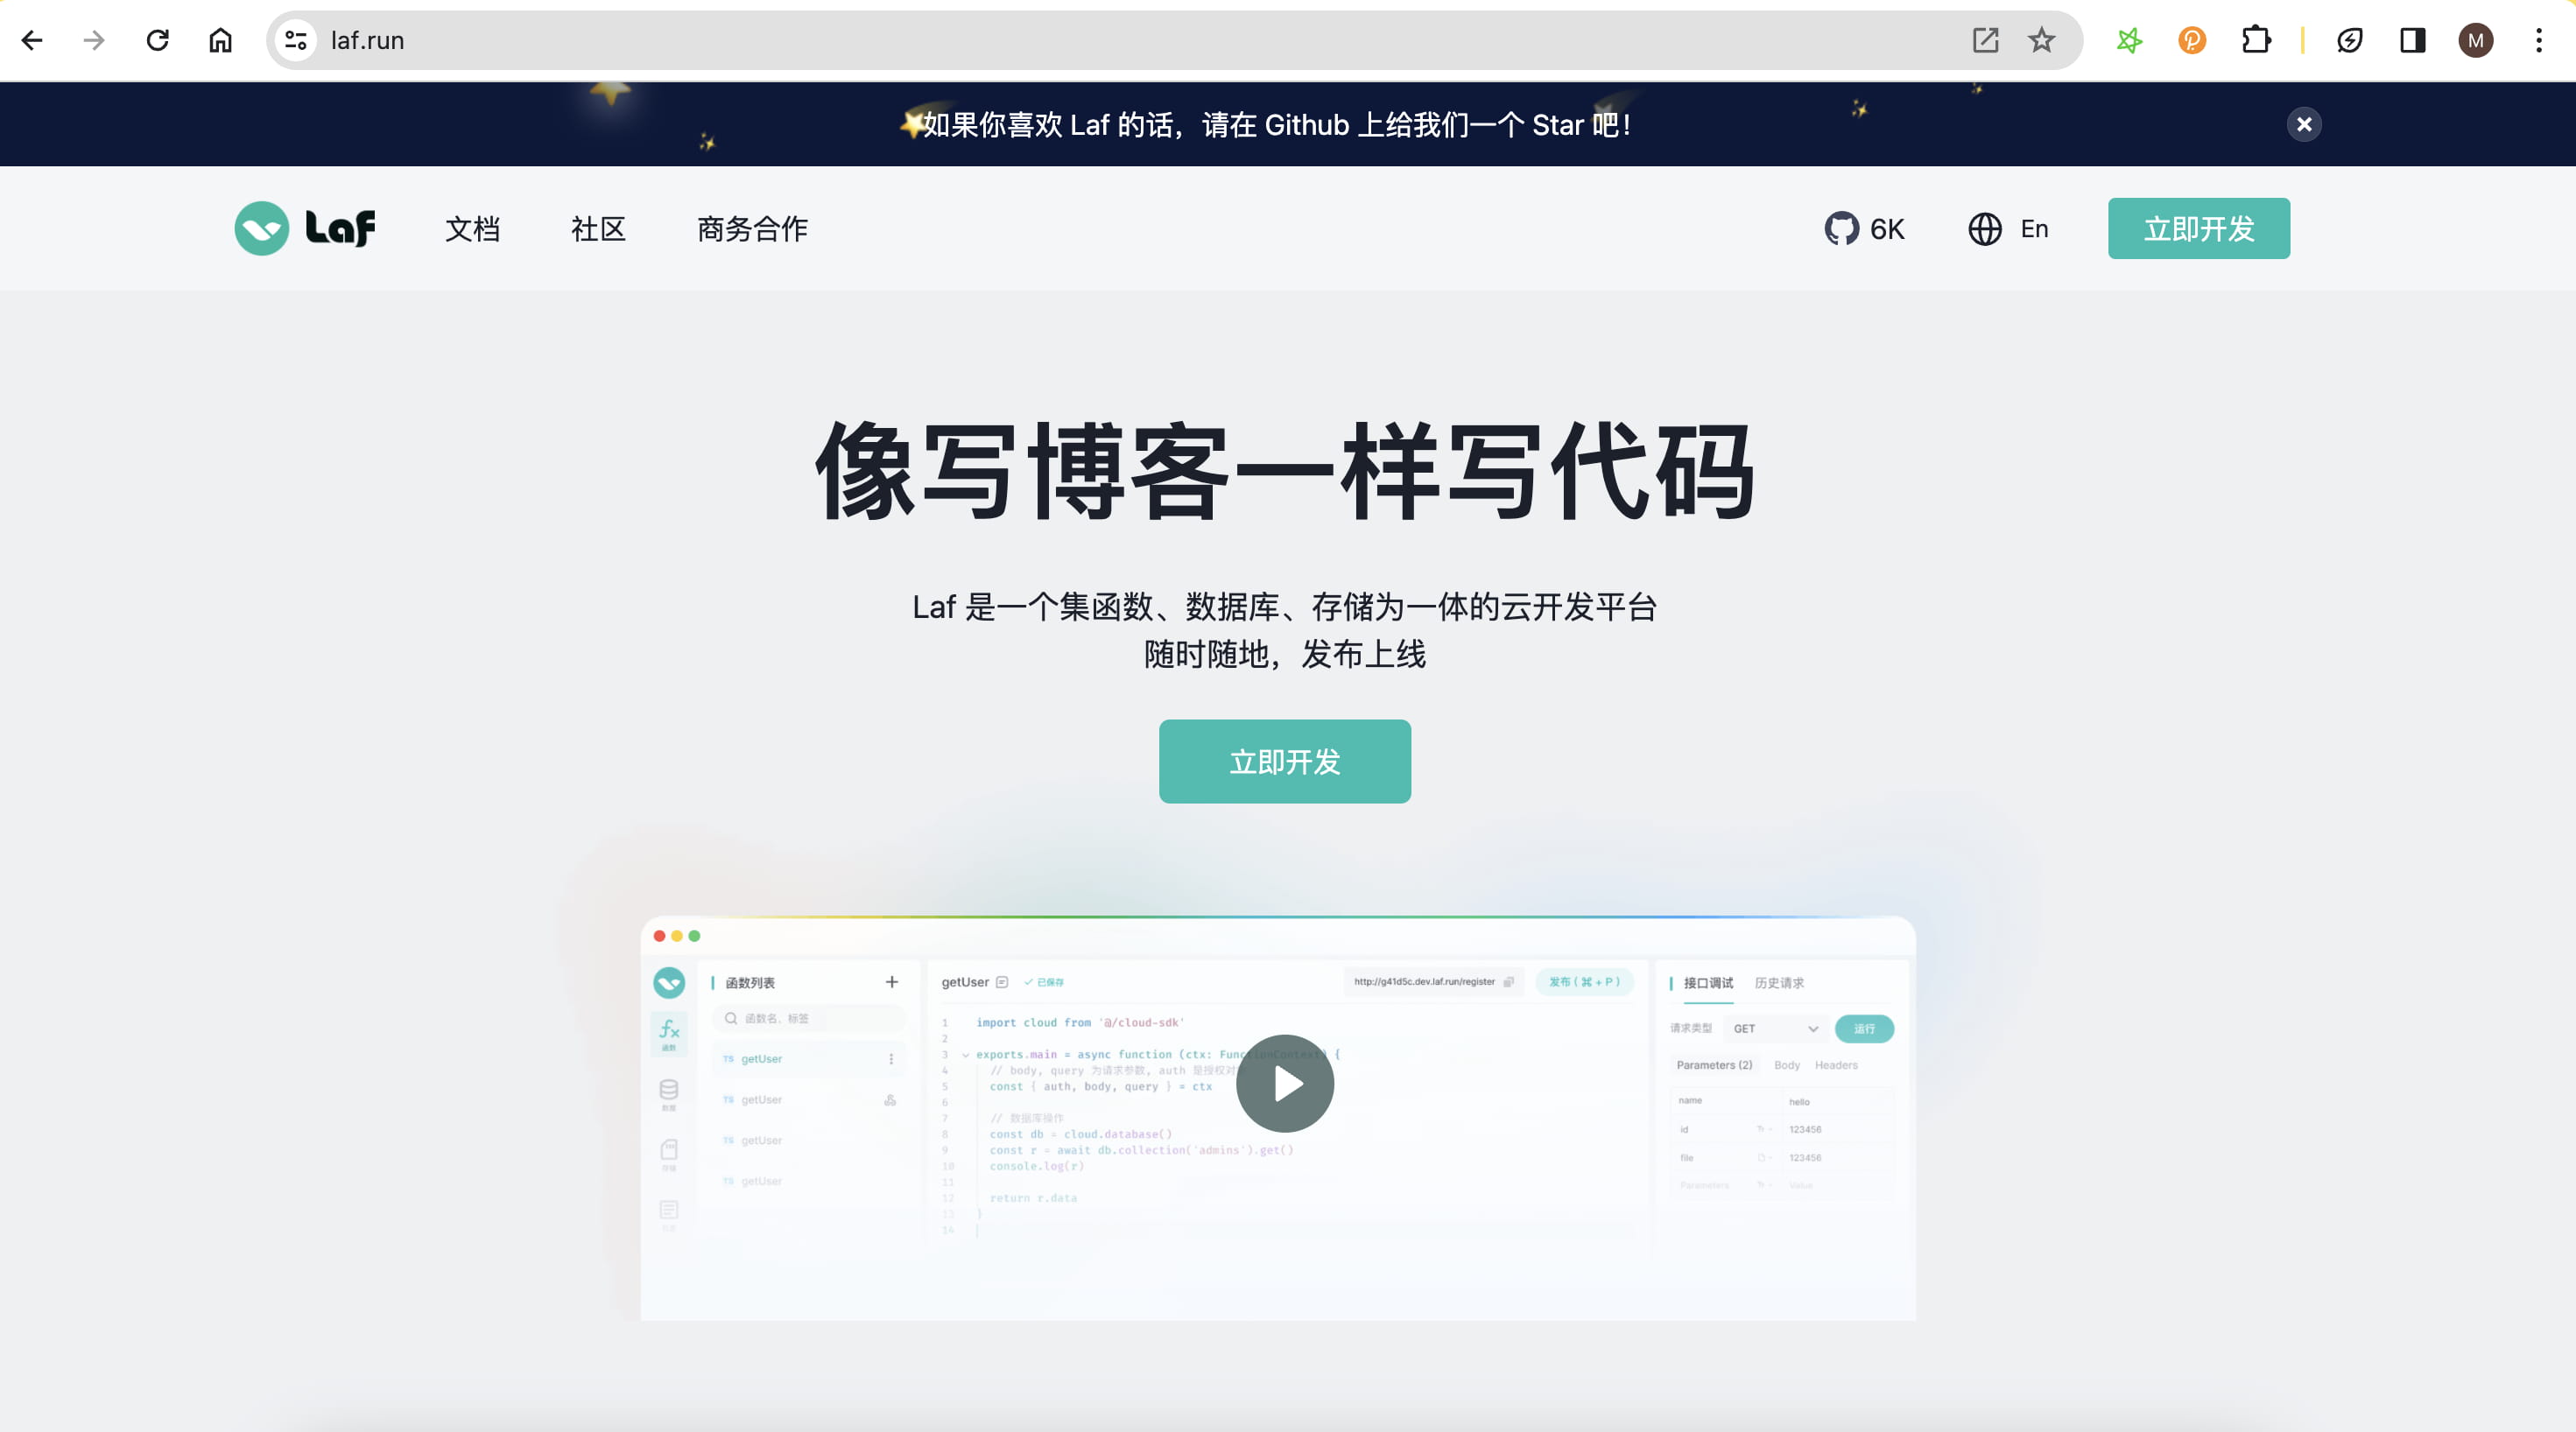 laf.run
M
如果你喜欢 Laf 的话，请在 Github 上给我们一个 Star 吧！
Laf
文档
社区
商务合作
6K
En
立即开发
像写博客一样写代码
Laf 是一个集函数、数据库、存储为一体的云开发平台
随时随地，发布上线
立即开发
函数列表
+
函数名，标签
函数
TS getUser
TS getUser
TS getUser
TS getUser
getUser
已保存
http://g41d5c.dev.laf.run/register
发布 ( ⌘ + P )
1 import cloud from '@/cloud-sdk'
2
3 exports.main = async function (ctx: FunctionContext) {
4 // body, query 为请求参数, auth 是授权对
5 const { auth, body, query } = ctx
6
7 // 数据库操作
8 const db = cloud.database()
9 const r = await db.collection('admins').get()
10 console.log(r)
11
12 return r.data
13 }
14
接口调试
历史请求
请求类型
GET
运行
Parameters (2)
Body
Headers
name
hello
id
123456
file
123456
Parameters
Value